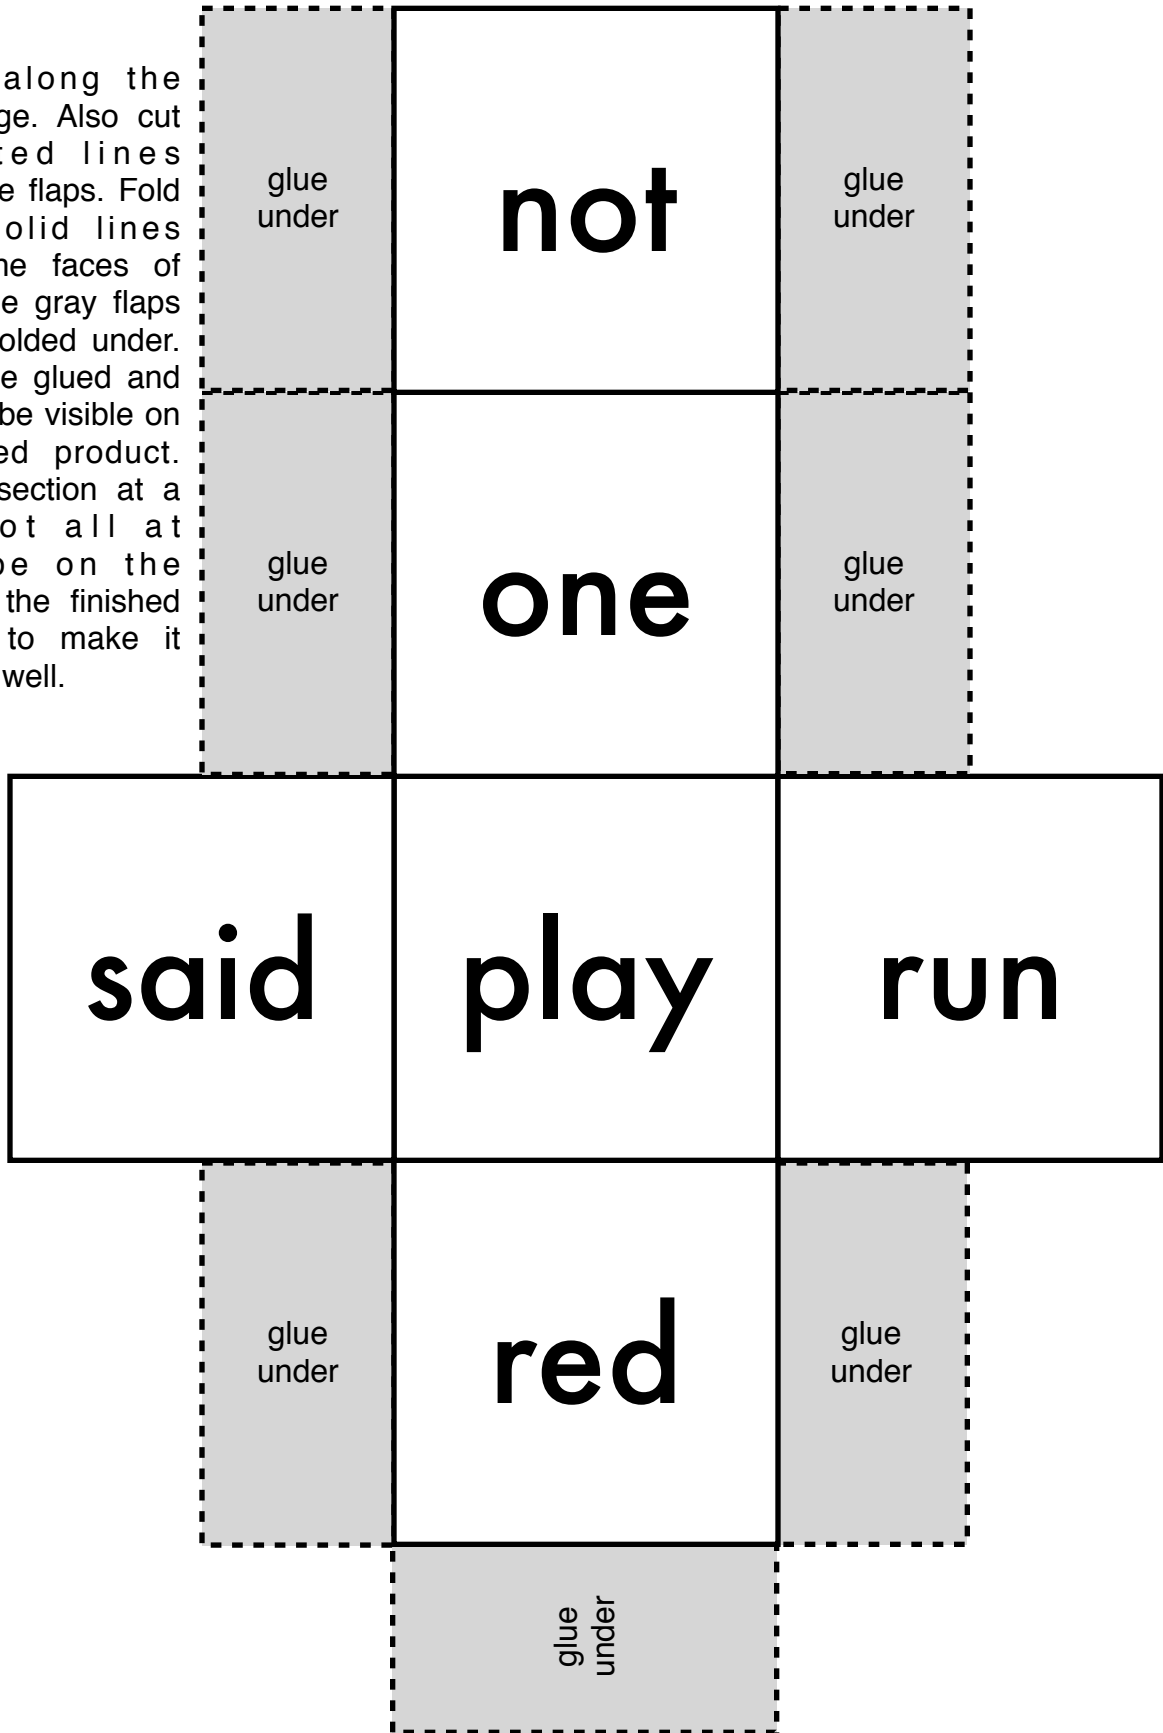 along the
ge. Also cut
ted lines
e flaps. Fold
olid lines
he faces of
e gray flaps
olded under.
e glued and
be visible on
ed product.
section at a
ot all at
pe on the
the finished
to make it
well.
glue
under
not
glue
under
glue
under
one
glue
under
said
play
run
glue
under
red
glue
under
glue
under